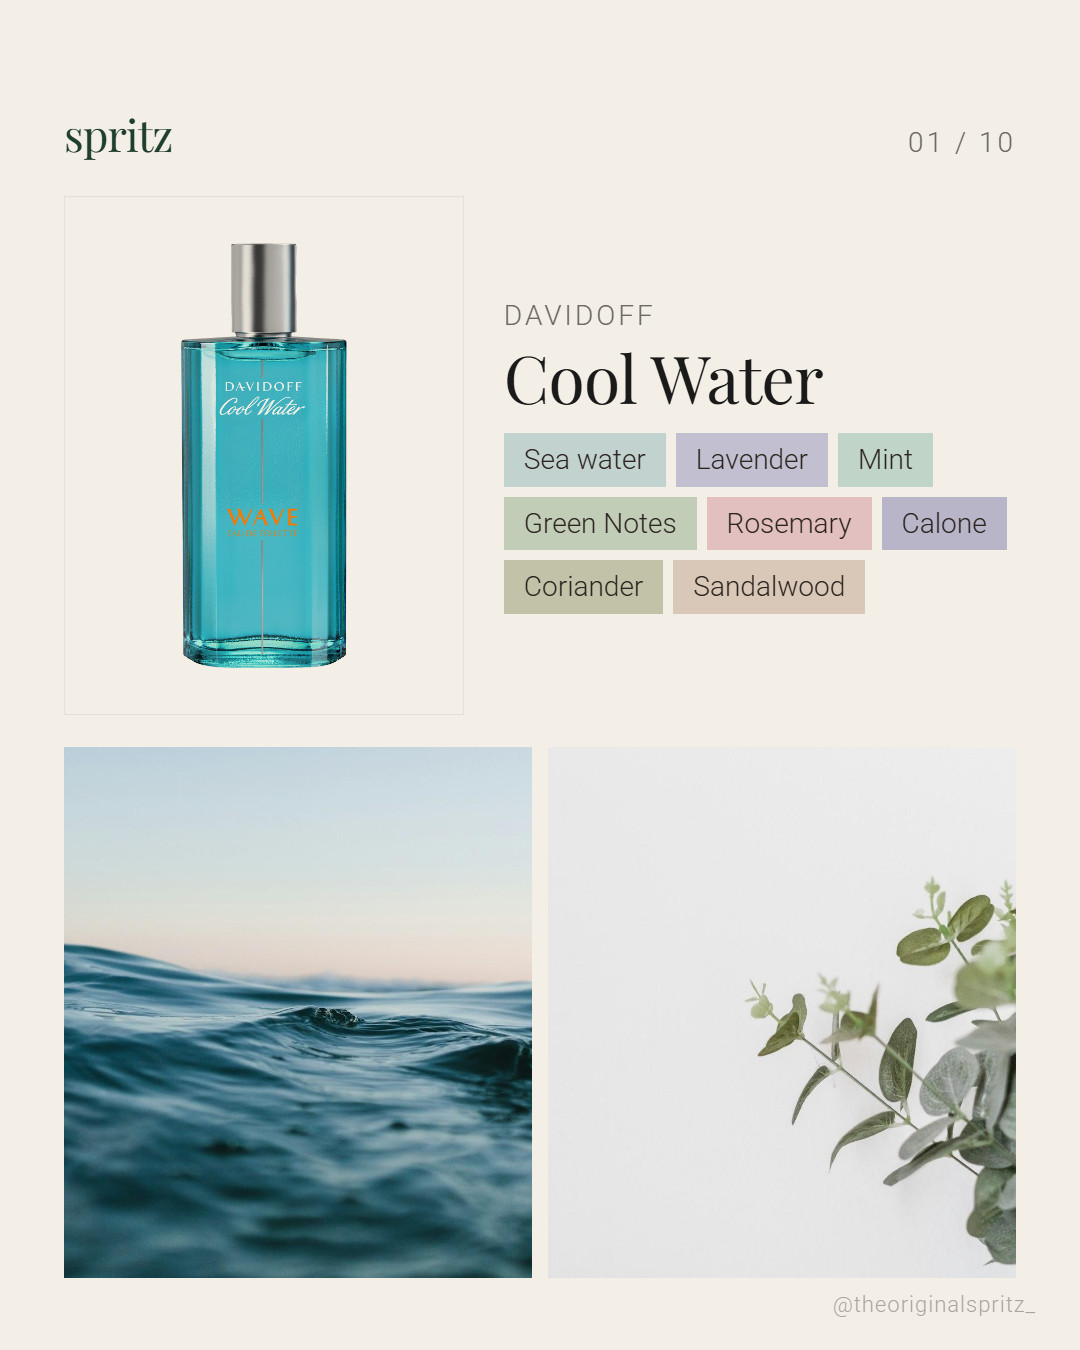 spritz
01 / 10
DAVIDOFF
Cool Water
WAVE
DAVIDOFF
Cool Water
Sea water
Lavender
Mint
Green Notes
Rosemary
Calone
Coriander
Sandalwood
@theoriginalspritz_